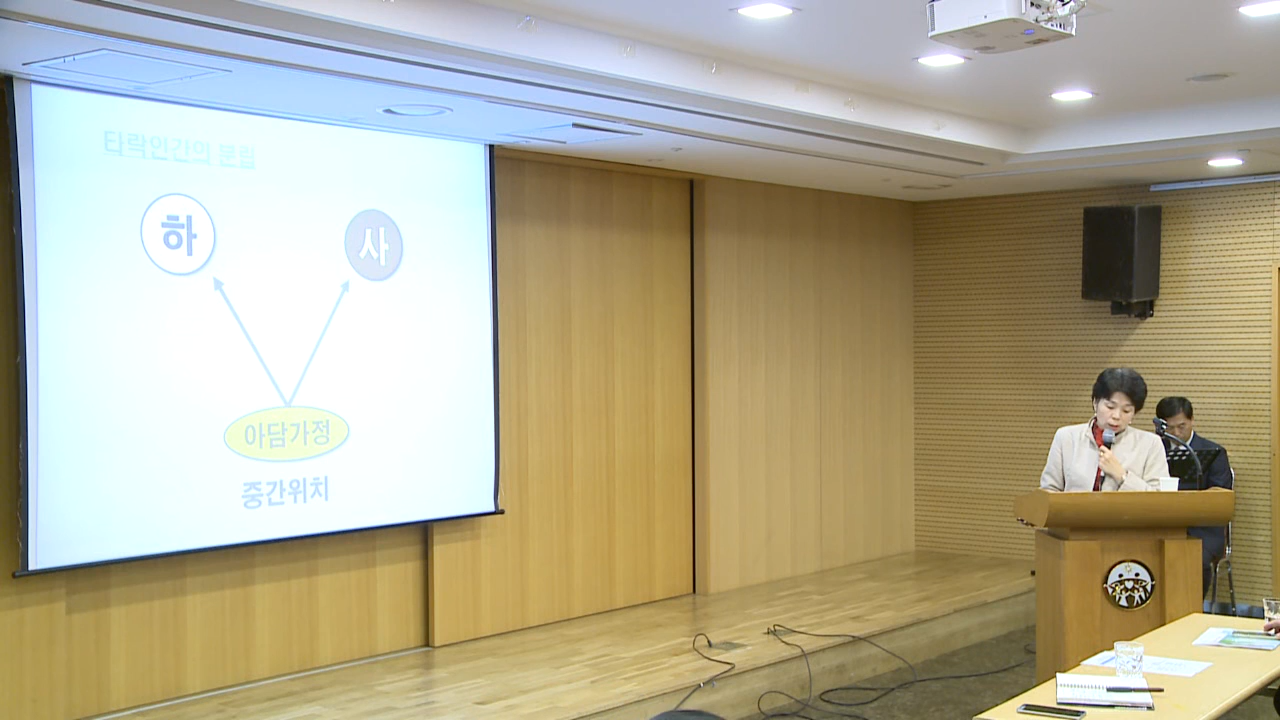 타락인간의 분립
하
사
아담가정
중간위치